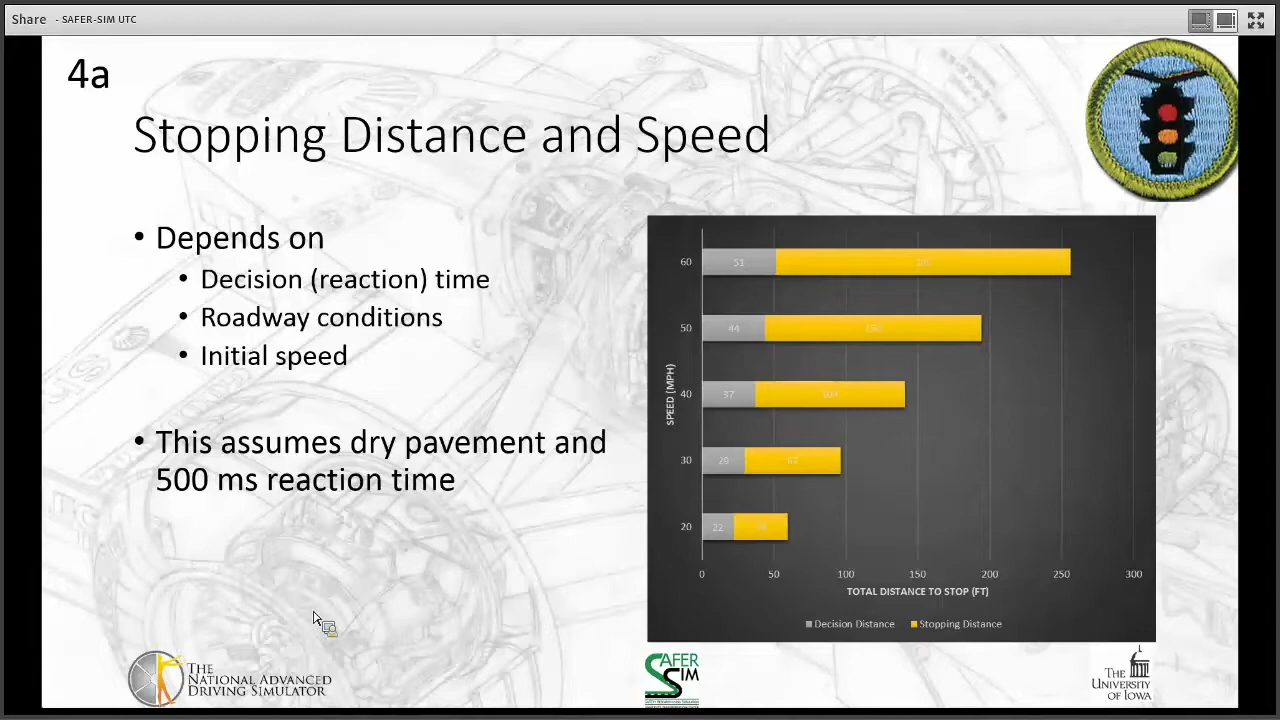 Share - SAFER-SIM UTC
4a
Stopping Distance and Speed
• Depends on
• Decision (reaction) time
• Roadway conditions
• Initial speed
• This assumes dry pavement and
500 ms reaction time
SPEED (MPH)
60
51
50
44
150
40
37
104
30
29
67
20
22
0 50 100 150 200 250 300
TOTAL DISTANCE TO STOP (FT)
Decision Distance Stopping Distance
THE
NATIONAL ADVANCED
DRIVING SIMULATOR
SAFER
SIM
THE
UNIVERSITY
OF IOWA